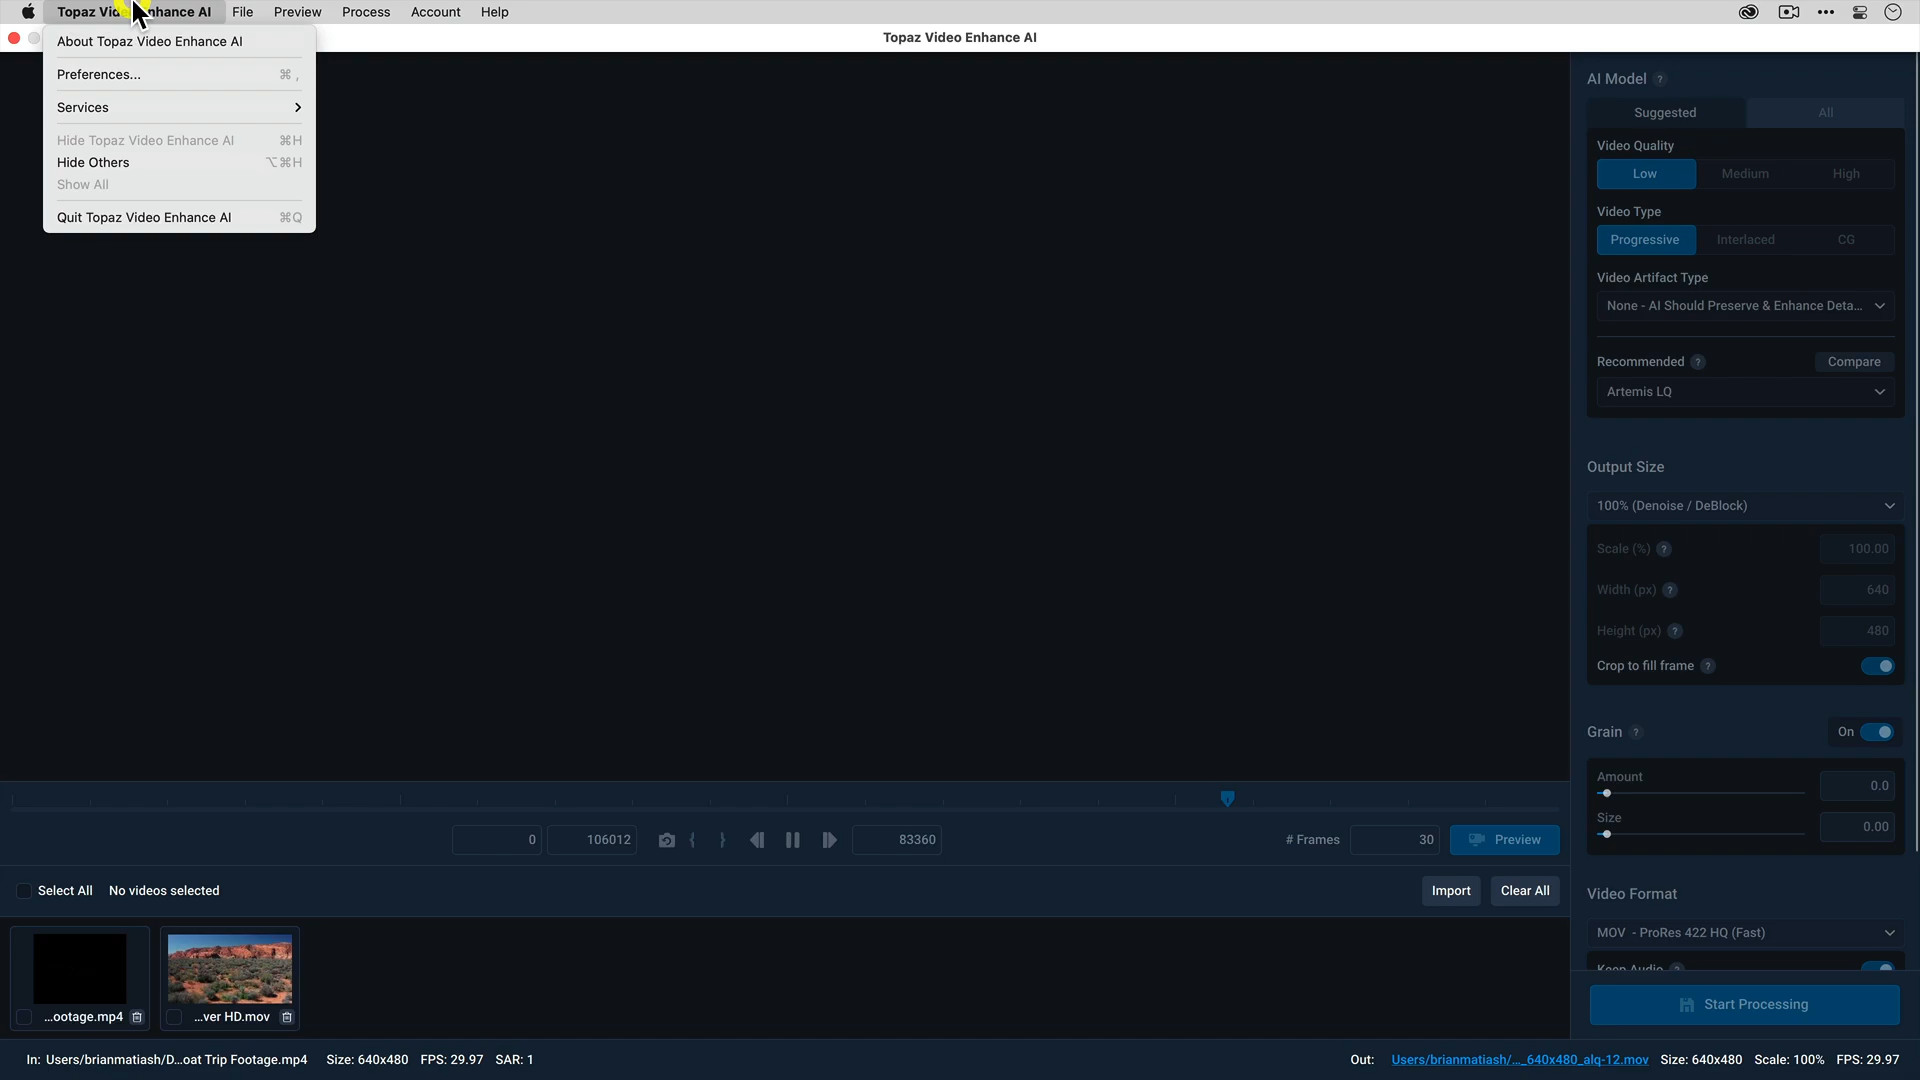 Topaz Video Enhance AI File Preview Process Account Help
Topaz Video Enhance AI
About Topaz Video Enhance AI
Preferences... ⌘ ,
Services
Hide Topaz Video Enhance AI ⌘H
Hide Others ⌥⌘H
Show All
Quit Topaz Video Enhance AI ⌘Q
AI Model ?
Suggested All
Video Quality
Low Medium High
Video Type
Progressive Interlaced CG
Video Artifact Type
None - AI Should Preserve & Enhance Deta...
Recommended ? Compare
Artemis LQ
Output Size
100% (Denoise / DeBlock)
Scale (%) ? 100.00
Width (px) ? 640
Height (px) ? 480
Crop to fill frame ?
Grain ? On
Amount 0.0
Size 0.00
0 106012 { } 83360 # Frames 30 Preview
Select All No videos selected Import Clear All
Video Format
MOV - ProRes 422 HQ (Fast)
Keep Audio ?
...ootage.mp4 ...ver HD.mov
Start Processing
In: Users/brianmatiash/D...oat Trip Footage.mp4 Size: 640x480 FPS: 29.97 SAR: 1 Out: Users/brianmatiash/..._640x480_alq-12.mov Size: 640x480 Scale: 100% FPS: 29.97